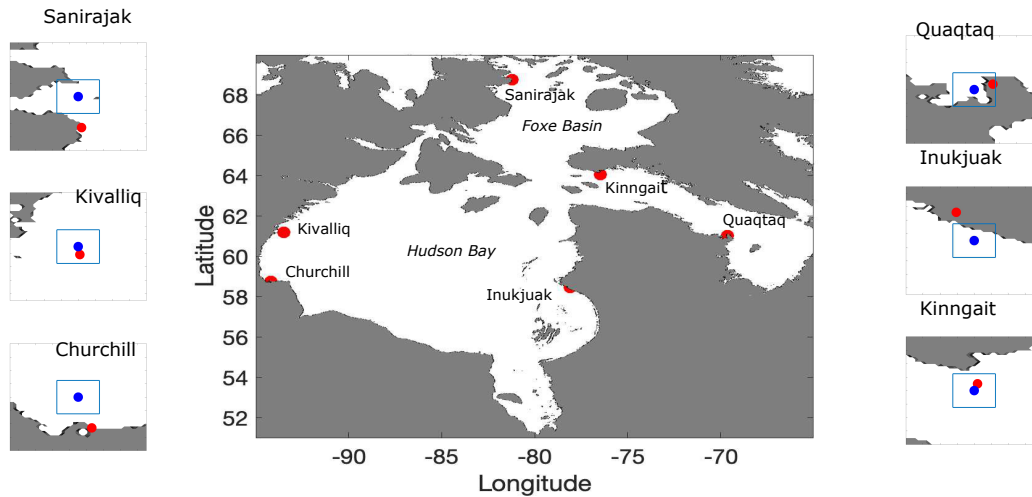 Sanirajak
Kivalliq
Churchill
68
66
64
62
60
58
56
54
52
Latitude
Sanirajak
Foxe Basin
Kinngait
Quaqtaq
Kivalliq
Hudson Bay
Churchill
Inukjuak
-90
-85
-80
-75
-70
Longitude
Quaqtaq
Inukjuak
Kinngait